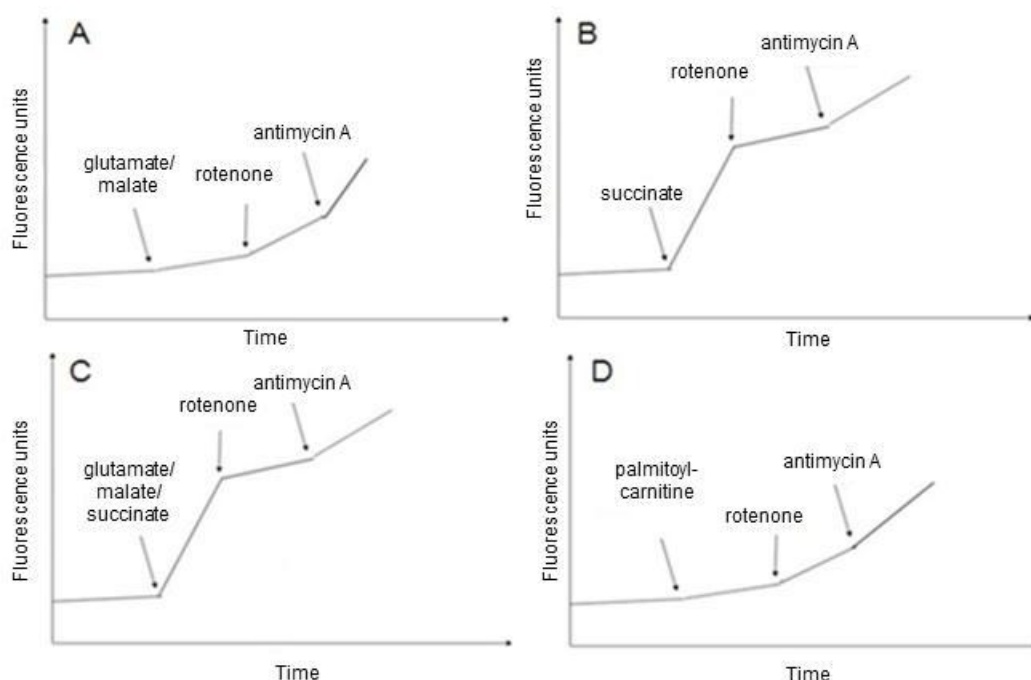 A
Fluorescence units
glutamate/
malate
rotenone
antimycin A
Time
B
Fluorescence units
succinate
rotenone
antimycin A
Time
C
Fluorescence units
glutamate/
malate/
succinate
rotenone
antimycin A
Time
D
Fluorescence units
palmitoyl-
carnitine
rotenone
antimycin A
Time